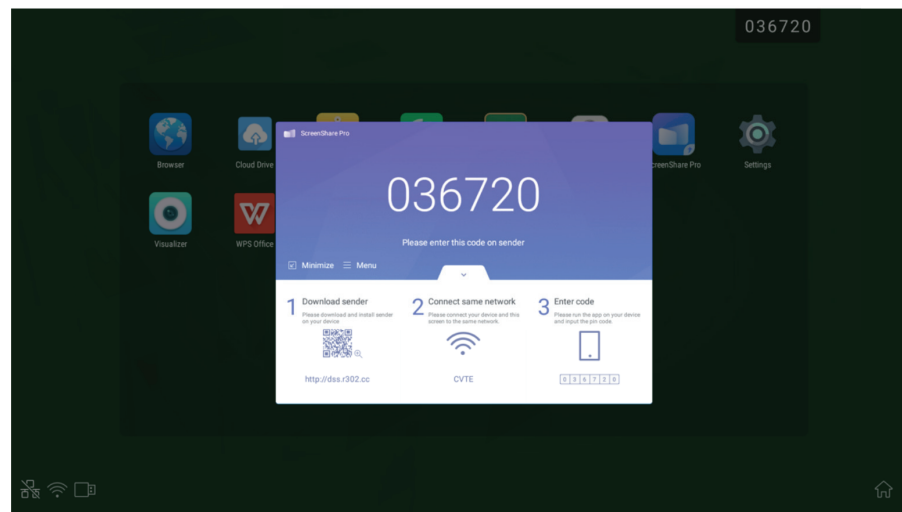 036720
Browser
Cloud Drive
ScreenShare Pro
creenShare Pro
Settings
Visualizer
WPS Office
036720
Please enter this code on sender
Minimize
Menu
1 Download sender
Please download and install sender
on your device
http://dss.r302.cc
2 Connect same network
Please connect your device and this
screen to the same network.
CVTE
3 Enter code
Please run the app on your device
and input the pin code.
0 3 6 7 2 0